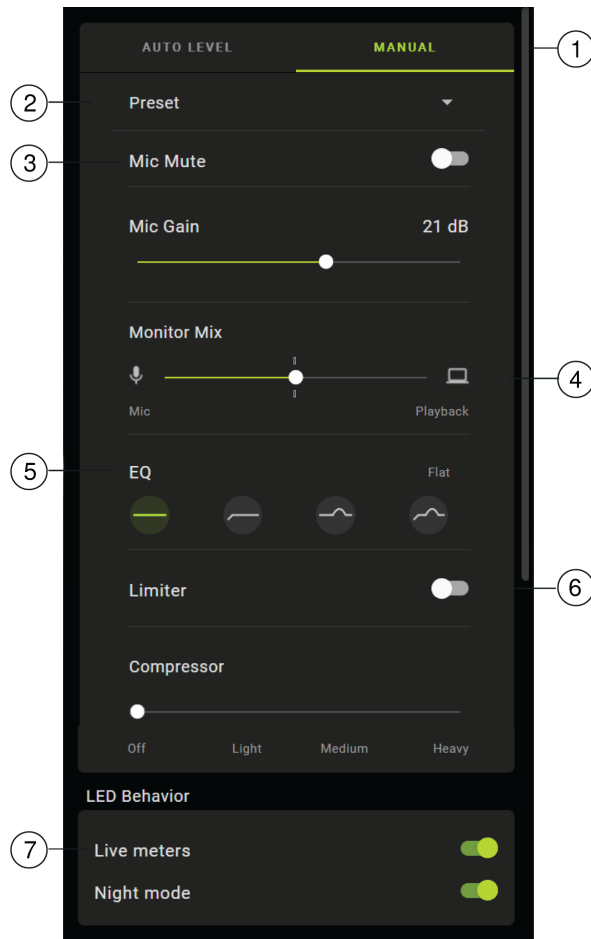 AUTO LEVEL MANUAL 1
2 Preset
3 Mic Mute
Mic Gain 21 dB
Monitor Mix
4
Mic Playback
5 EQ Flat
Limiter 6
Compressor
Off Light Medium Heavy
LED Behavior
7 Live meters
Night mode